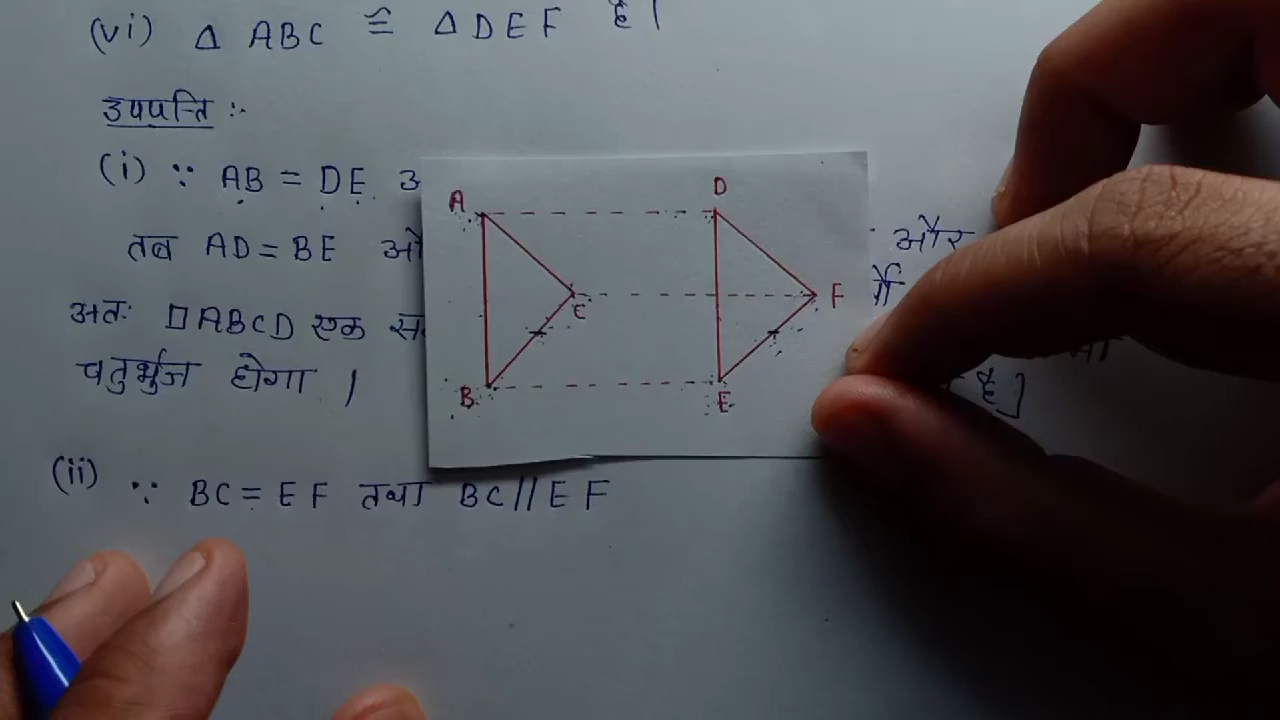 (vi) Δ ABC ≅ Δ DEF है।
उपपत्ति :-
(i) ∵ AB = DE
तब AD = BE और
अतः □ABCD एक
चतुर्भुज होगा ।
है]
A D
C F
B E
(ii) ∵ BC = EF तथा BC // EF